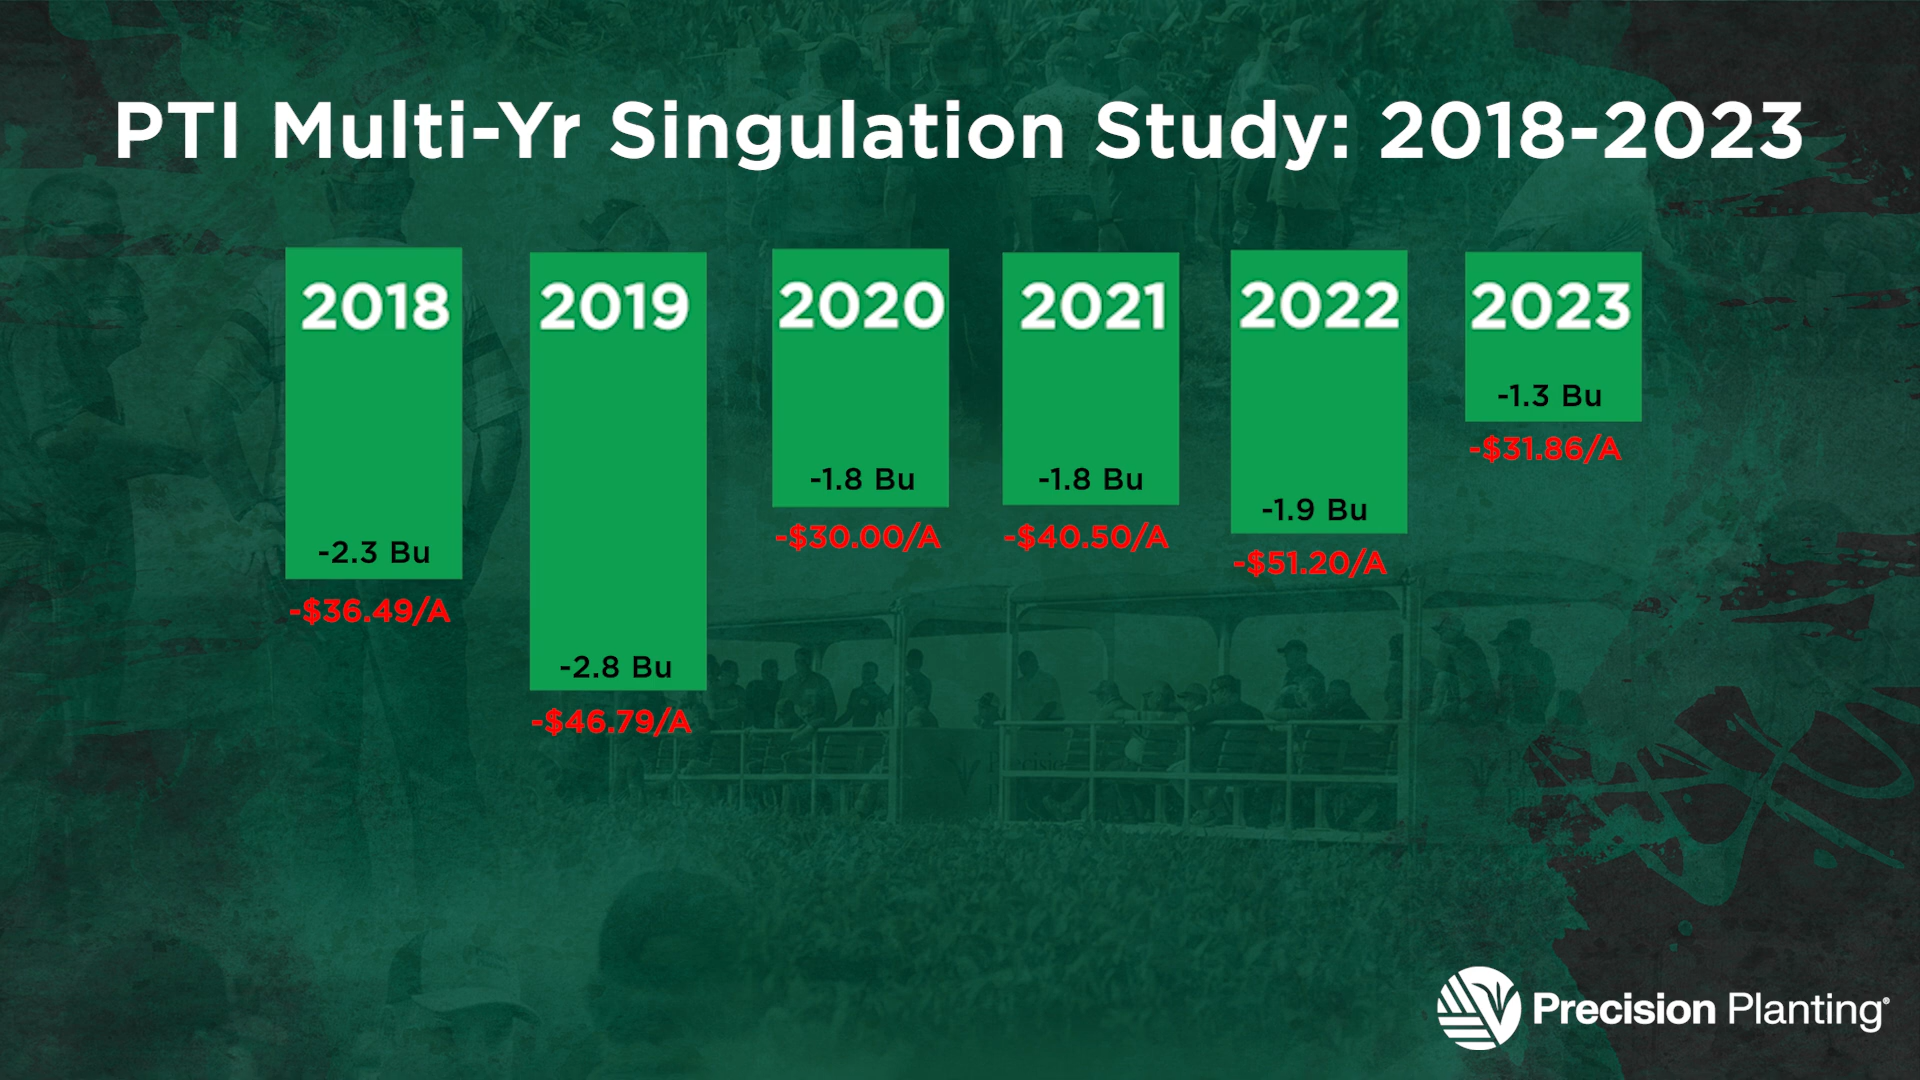 PTI Multi-Yr Singulation Study: 2018-2023
2018
-2.3 Bu
-$36.49/A
2019
-2.8 Bu
-$46.79/A
2020
-1.8 Bu
-$30.00/A
2021
-1.8 Bu
-$40.50/A
2022
-1.9 Bu
-$51.20/A
2023
-1.3 Bu
-$31.86/A
Precision Planting®